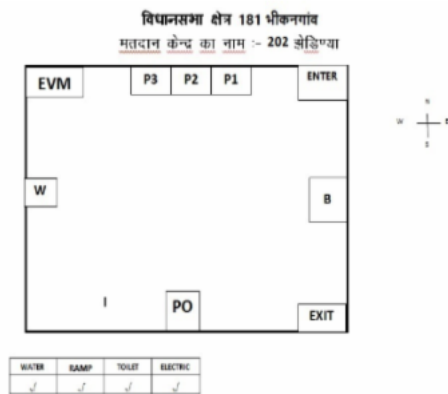 विधानसभा क्षेत्र 181 भीकनगांव
मतदान केन्द्र का नाम :- 202 झेडिण्या
EVM P3 P2 P1 ENTER
N
W E
S
W B
I PO EXIT
WATER RAMP TOILET ELECTRIC
√ √ √ √